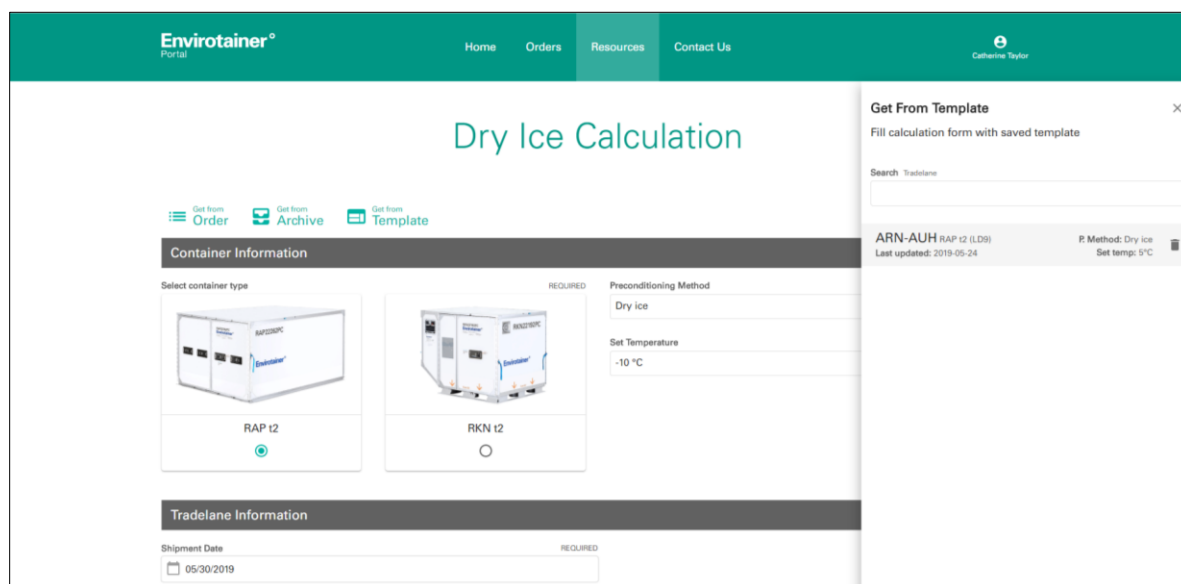 Envirotainer°
Portal
Home
Orders
Resources
Contact Us
Catherine Taylor
Dry Ice Calculation
Get from
Order
Get from
Archive
Get from
Template
Container Information
Select container type
REQUIRED
RAP t2
RKN t2
Preconditioning Method
Dry ice
Set Temperature
-10 °C
Tradelane Information
Shipment Date
REQUIRED
05/30/2019
Get From Template
Fill calculation form with saved template
Search Tradelane
ARN-AUH RAP t2 (LD9)
Last updated: 2019-05-24
P. Method: Dry ice
Set temp: 5°C
Envirotainer°
Envirotainer°